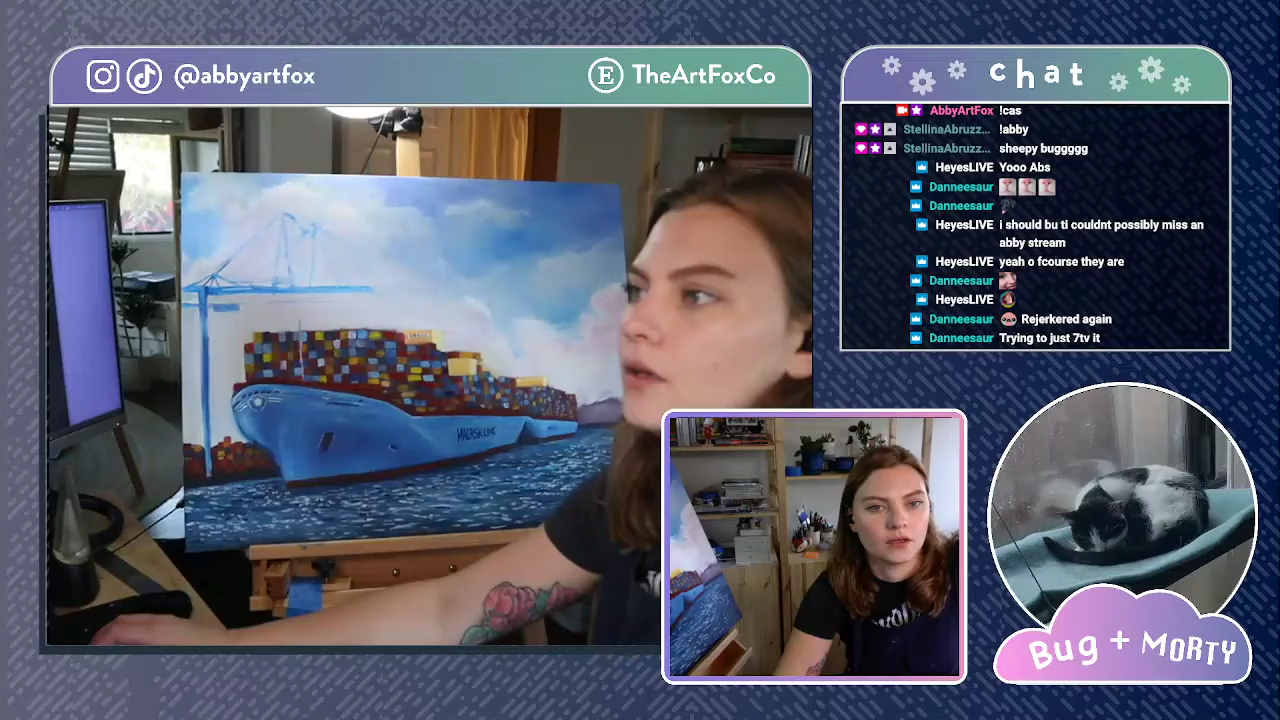 @abbyartfox
TheArtFoxCo
chat
AbbyArtFox !cas
StellinaAbruzz... !abby
StellinaAbruzz... sheepy buggggg
HeyesLIVE Yooo Abs
Danneesaur
Danneesaur
HeyesLIVE i should bu ti couldnt possibly miss an
abby stream
HeyesLIVE yeah o fcourse they are
Danneesaur
HeyesLIVE
Danneesaur Rejerkered again
Danneesaur Trying to just 7tv it
MAERSK LINE
Bug + MORTY